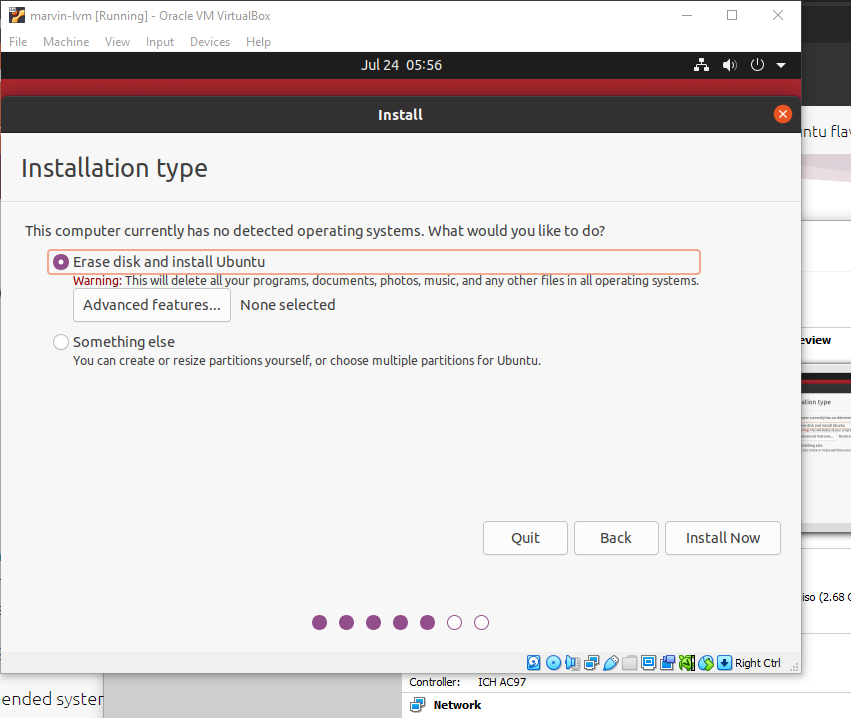 marvin-lvm [Running] - Oracle VM VirtualBox
File Machine View Input Devices Help
Jul 24 05:56
Install
Installation type
This computer currently has no detected operating systems. What would you like to do?
Erase disk and install Ubuntu
Warning: This will delete all your programs, documents, photos, music, and any other files in all operating systems.
Advanced features... None selected
Something else
You can create or resize partitions yourself, or choose multiple partitions for Ubuntu.
Quit Back Install Now
Right Ctrl
untu flav
eview
lation type
iso (2.68 G
ended system
Controller: ICH AC97
Network